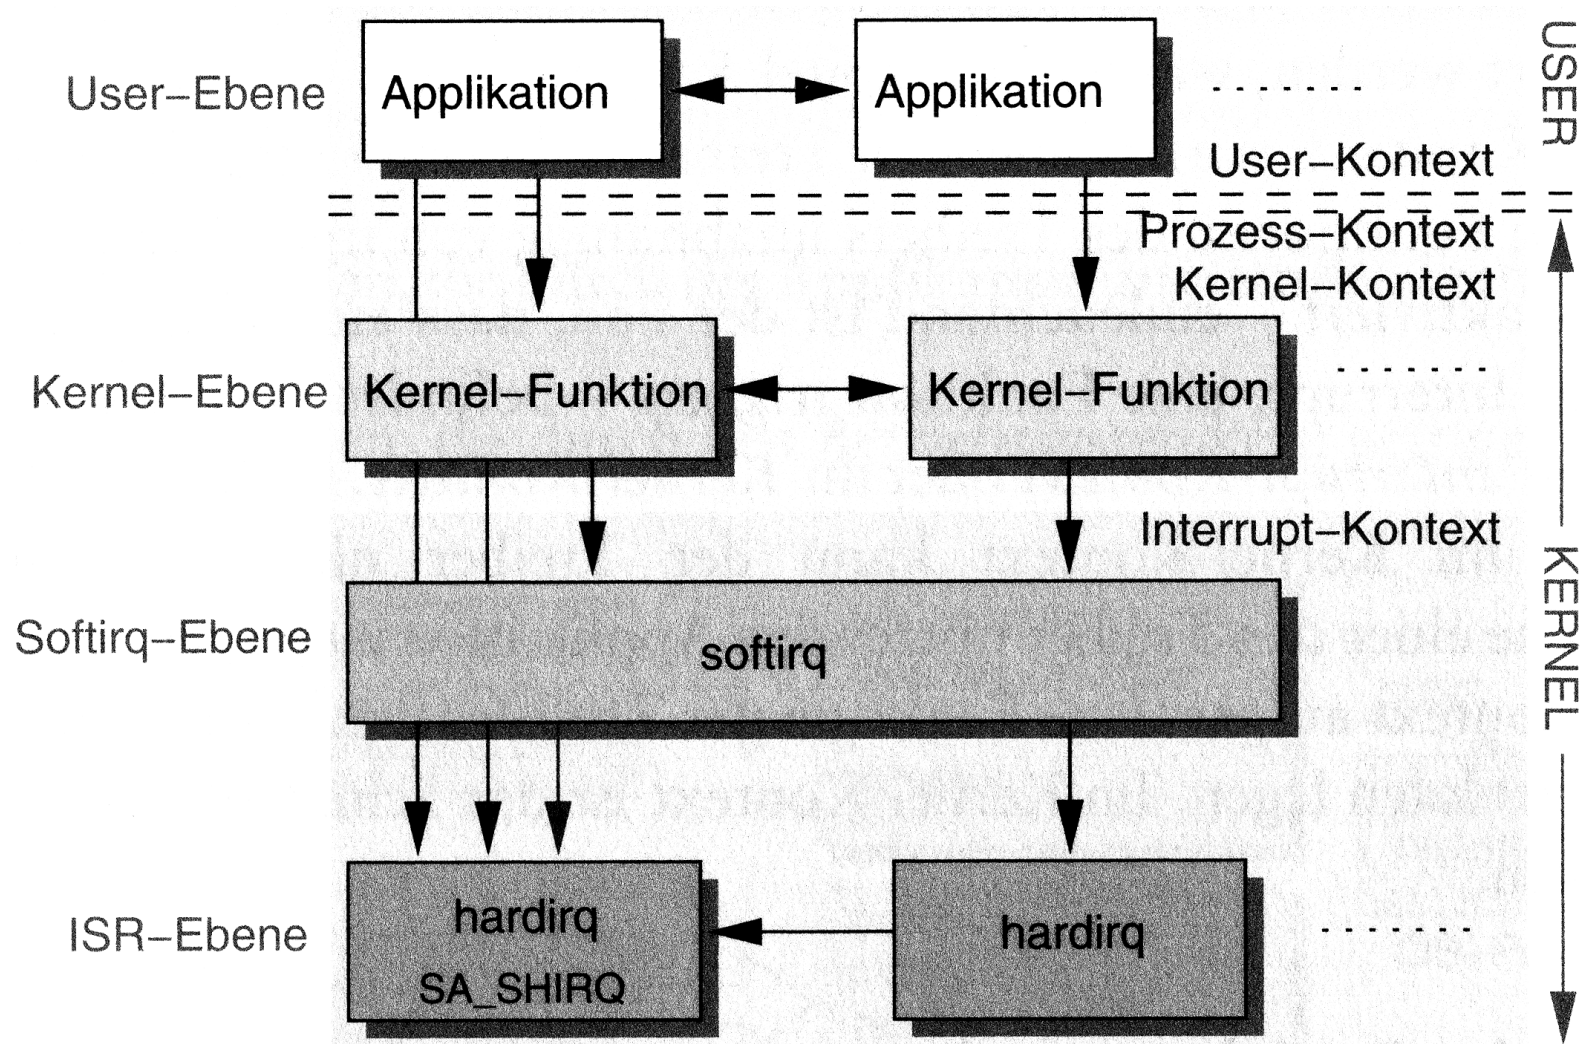 User–Ebene
Applikation
Applikation
USER
User–Kontext
Prozess–Kontext
Kernel–Kontext
Kernel–Ebene
Kernel–Funktion
Kernel–Funktion
Interrupt–Kontext
KERNEL
Softirq–Ebene
softirq
ISR–Ebene
hardirq
SA_SHIRQ
hardirq